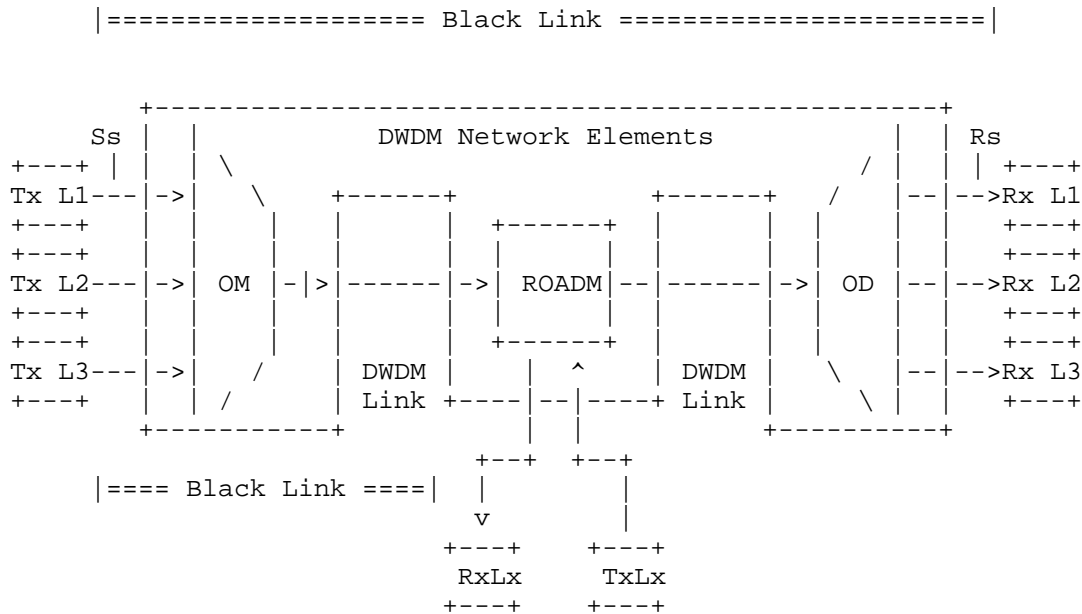 |==================== Black Link =======================|
+--------------------------------------------------+
Ss | | DWDM Network Elements | | Rs
+---+ | | | \ / | | | +---+
Tx L1---|->| \ +------+ +------+ / |--|-->Rx L1
+---+ | | | | | +------+ | | | | | +---+
+---+ | | | | | | | | | | | | +---+
Tx L2---|->| OM |-|>|------|->| ROADM|--|------|->| OD |--|-->Rx L2
+---+ | | | | | | | | | | | | +---+
+---+ | | | | | +------+ | | | | | +---+
Tx L3---|->| / | DWDM | | ^ | DWDM | \ |--|-->Rx L3
+---+ | | / | Link +----|--|----+ Link | \ | | +---+
+-----------+ | | +----------+
+--+ +--+
|==== Black Link ====| | |
v |
+---+ +---+
RxLx TxLx
+---+ +---+